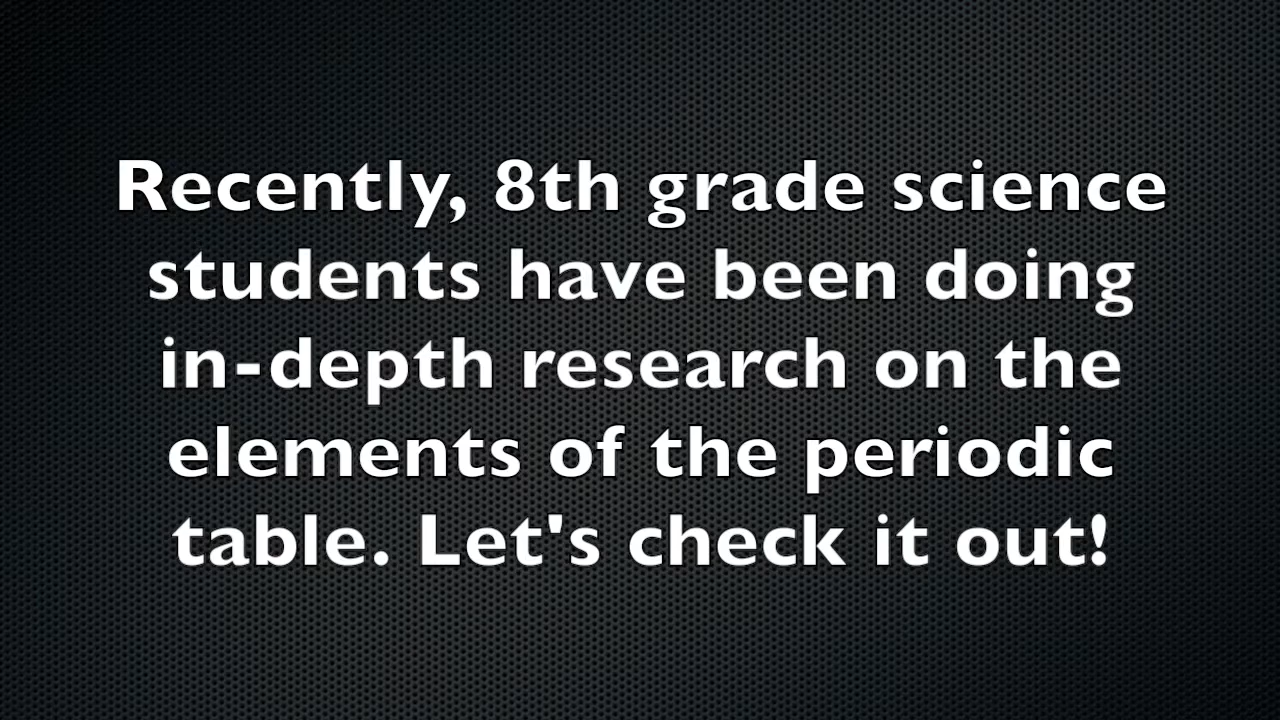 Recently, 8th grade science
students have been doing
in-depth research on the
elements of the periodic
table. Let's check it out!